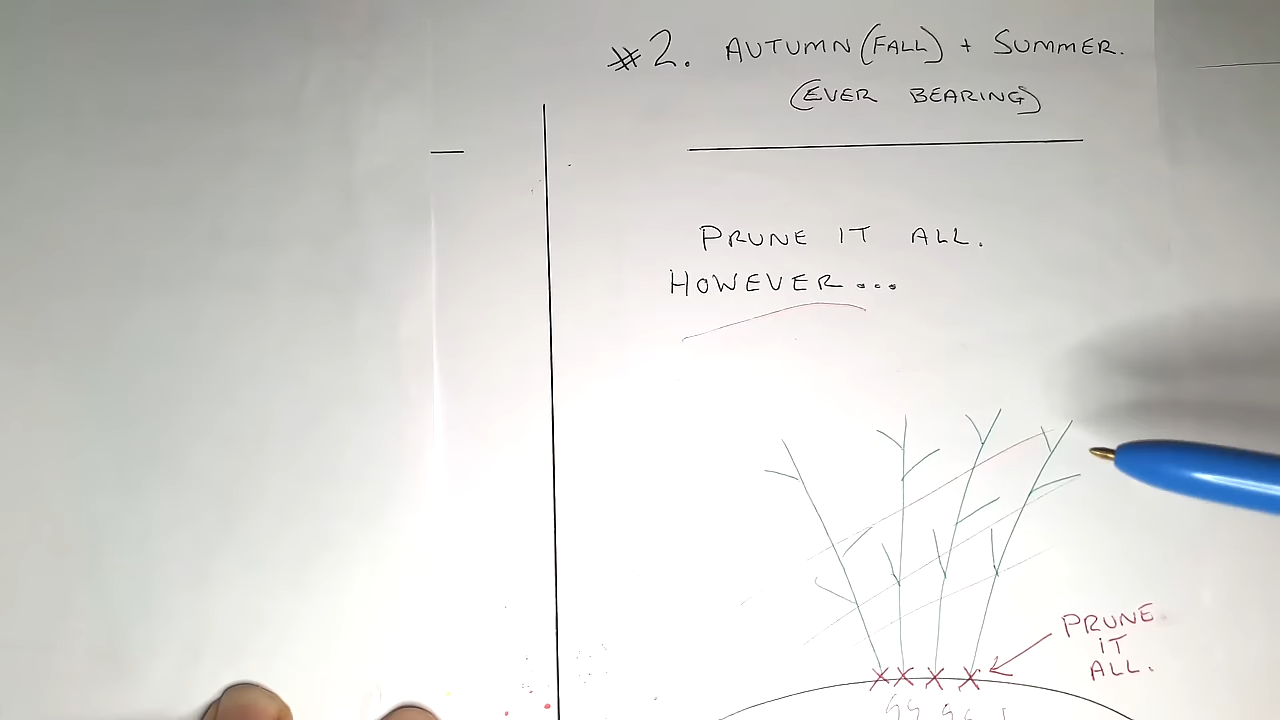 #2. AUTUMN (FALL) + SUMMER.
(EVER BEARING)
PRUNE IT ALL.
HOWEVER...
PRUNE
IT
ALL.